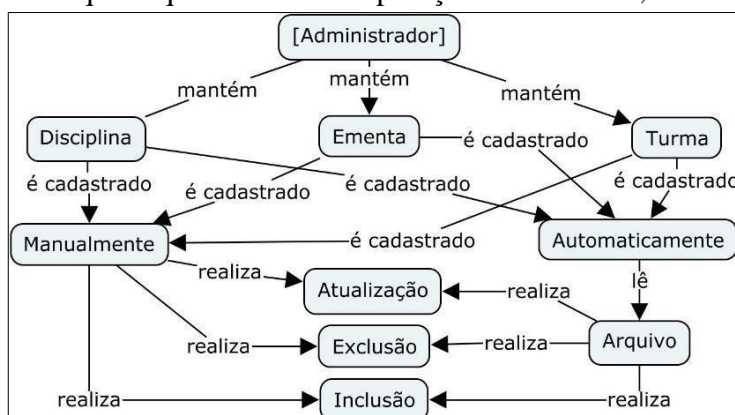 [Administrador]
mantém
mantém
mantém
Disciplina
Ementa
Turma
é cadastrado
é cadastrado
é cadastrado
é cadastrado
é cadastrado
Manualmente
é cadastrado
Automaticamente
realiza
lê
Atualização
realiza
realiza
Exclusão
realiza
Arquivo
realiza
Inclusão
realiza